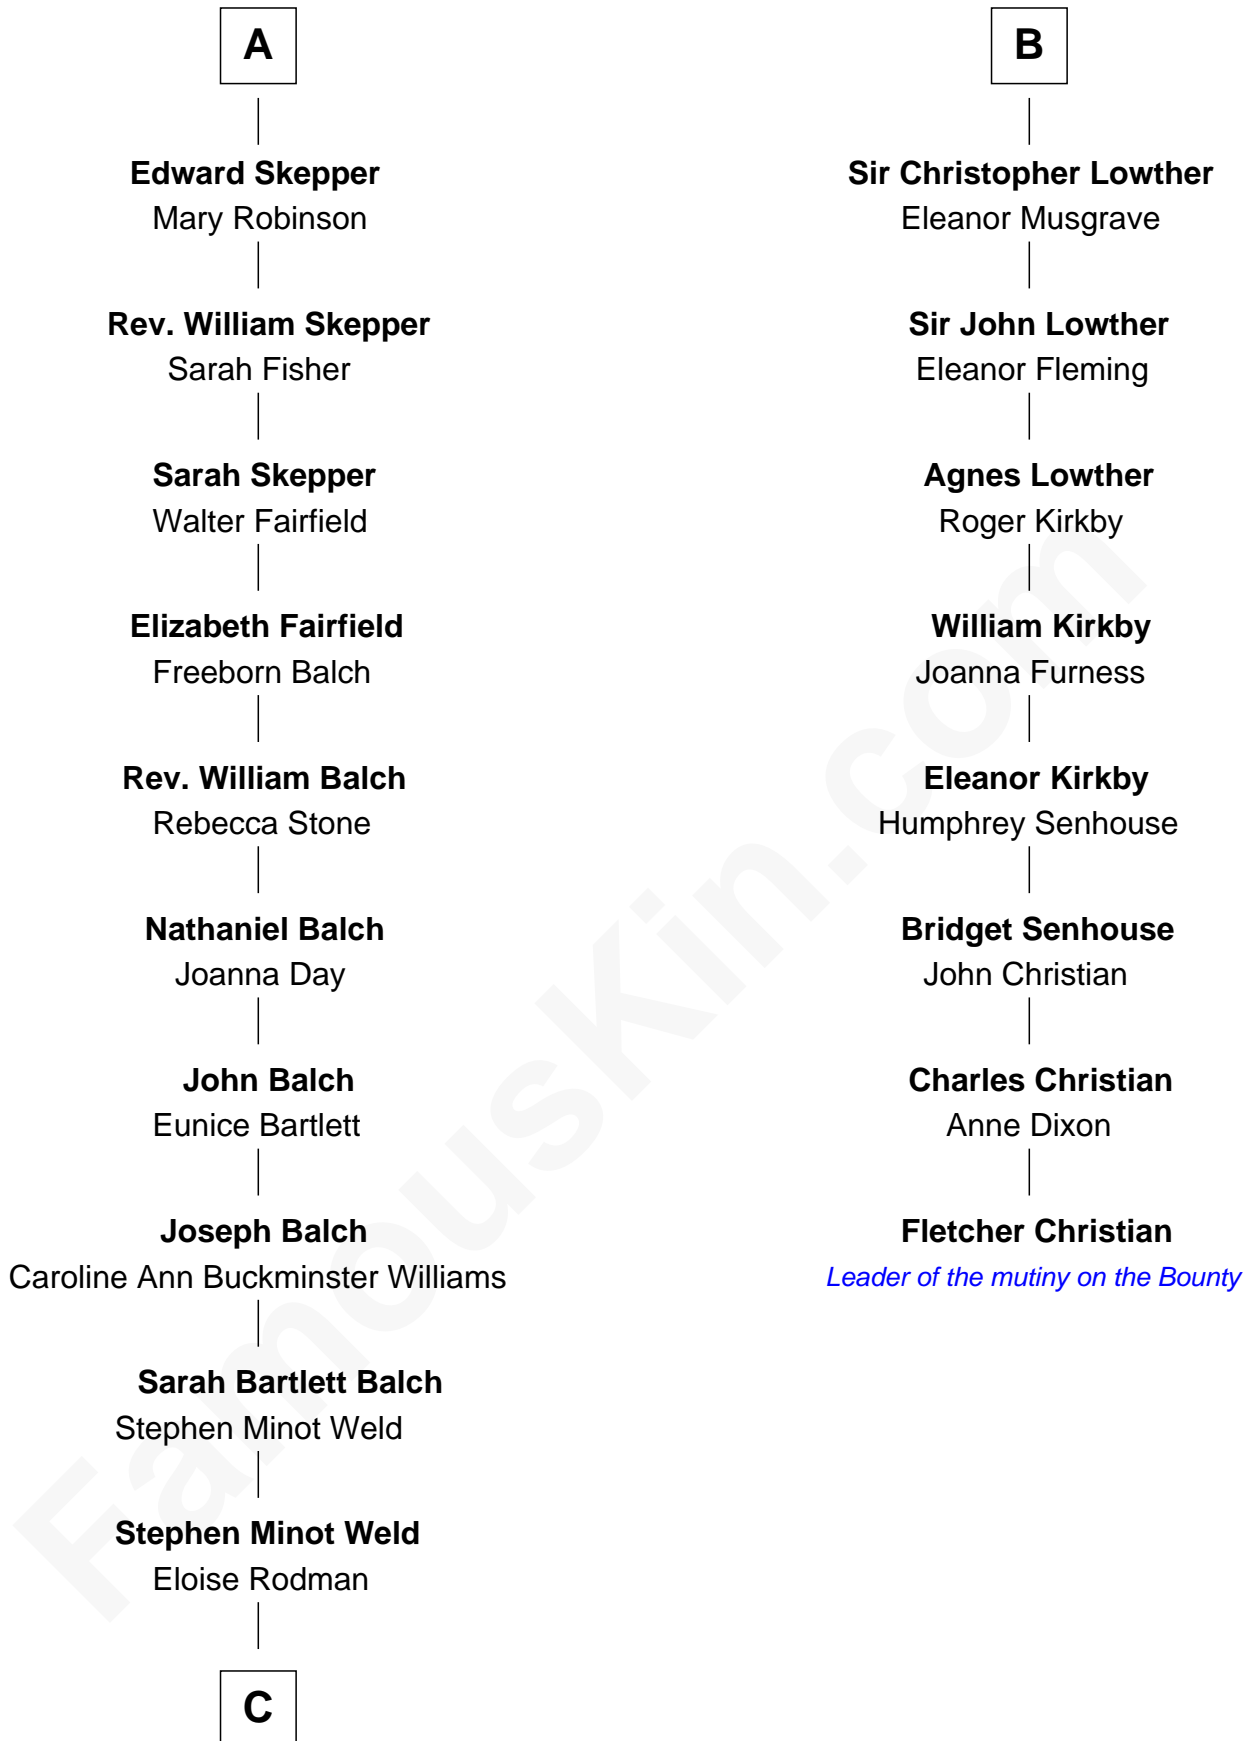 A
Edward Skepper
Mary Robinson
Rev. William Skepper
Sarah Fisher
Sarah Skepper
Walter Fairfield
Elizabeth Fairfield
Freeborn Balch
Rev. William Balch
Rebecca Stone
Nathaniel Balch
Joanna Day
John Balch
Eunice Bartlett
Joseph Balch
Caroline Ann Buckminster Williams
Sarah Bartlett Balch
Stephen Minot Weld
Stephen Minot Weld
Eloise Rodman
C
B
Sir Christopher Lowther
Eleanor Musgrave
Sir John Lowther
Eleanor Fleming
Agnes Lowther
Roger Kirkby
William Kirkby
Joanna Furness
Eleanor Kirkby
Humphrey Senhouse
Bridget Senhouse
John Christian
Charles Christian
Anne Dixon
Fletcher Christian
Leader of the mutiny on the Bounty
FamousKin.com